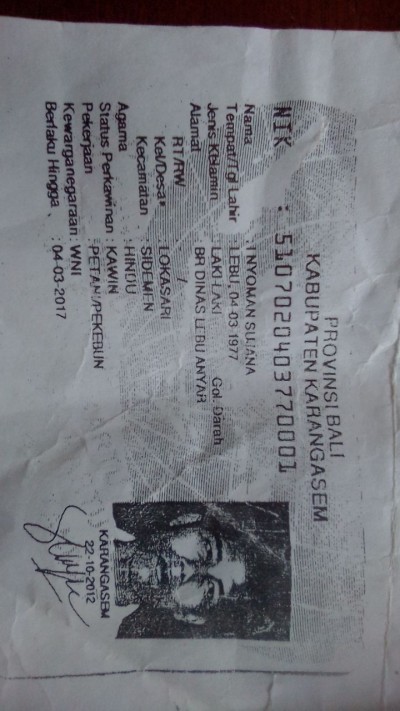 PROVINSI BALI
KABUPATEN KARANGASEM
NIK : 5107020403770001
Nama : I NYOMAN SUJANA
Tempat/Tgl Lahir : LEBU, 04-03-1977
Jenis Kelamin : LAKI-LAKI Gol. Darah
Alamat : BR DINAS LEBU ANYAR
RT/RW : /
Kel/Desa : LOKASARI
Kecamatan : SIDEMEN
Agama : HINDU
Status Perkawinan : KAWIN
Pekerjaan : PETANI/PEKEBUN
Kewarganegaraan : WNI
Berlaku Hingga : 04-03-2017
KARANGASEM
22-10-2012